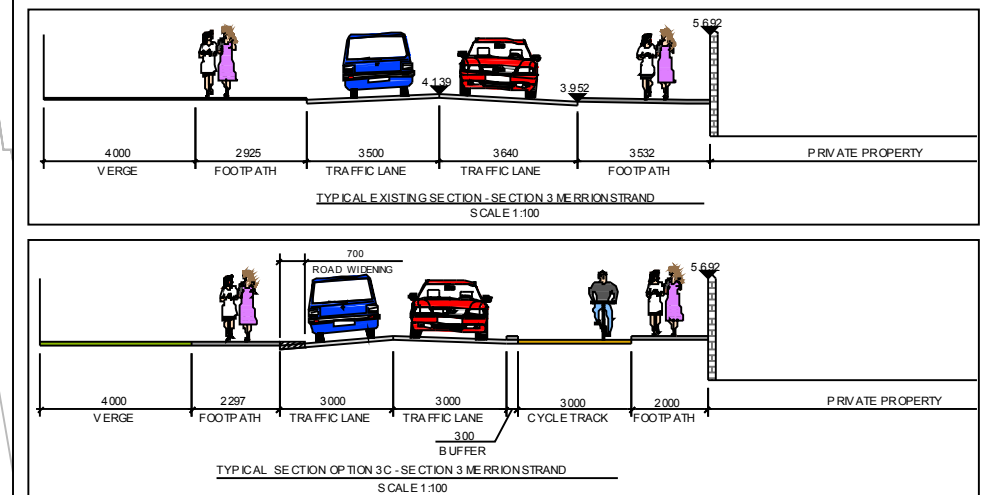 5.692
4.139
3.952
4000 2925 3500 3640 3532 PRIVATE PROPERTY
VERGE FOOTPATH TRAFFIC LANE TRAFFIC LANE FOOTPATH
TYPICAL EXISTING SECTION - SECTION 3 MERRION STRAND
SCALE 1:100
700
ROAD WIDENING
5.692
4000 2297 3000 3000 3000 2000 PRIVATE PROPERTY
VERGE FOOTPATH TRAFFIC LANE TRAFFIC LANE CYCLE TRACK FOOTPATH
300
BUFFER
TYPICAL SECTION OPTION 3C - SECTION 3 MERRION STRAND
SCALE 1:100